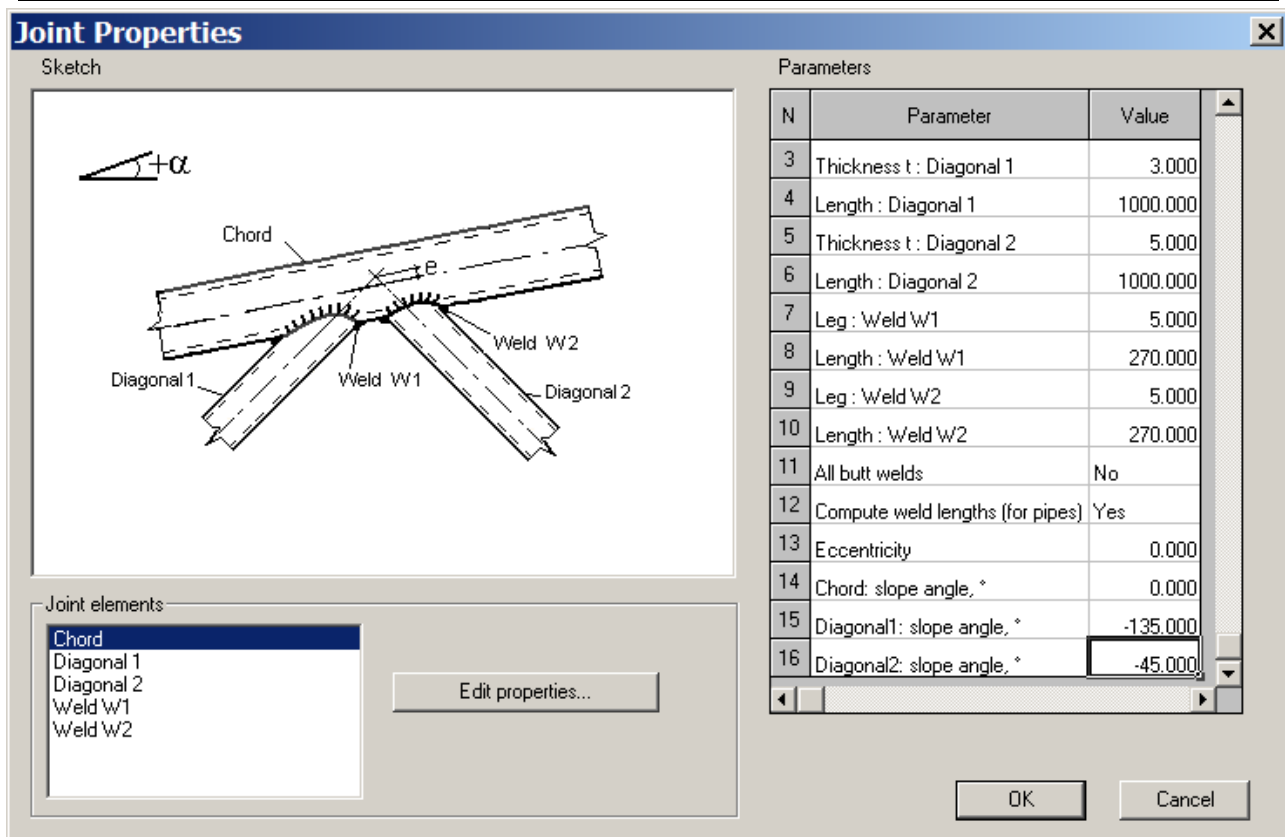 Joint Properties
Sketch
+α
Chord
e
Weld W2
Diagonal1
Weld W1
Diagonal 2
Joint elements
Chord
Diagonal 1
Diagonal 2
Weld W1
Weld W2
Edit properties...
Parameters
N Parameter Value
3 Thickness t : Diagonal 1 3.000
4 Length : Diagonal 1 1000.000
5 Thickness t : Diagonal 2 5.000
6 Length : Diagonal 2 1000.000
7 Leg : Weld W1 5.000
8 Length : Weld W1 270.000
9 Leg : Weld W2 5.000
10 Length : Weld W2 270.000
11 All butt welds No
12 Compute weld lengths (for pipes) Yes
13 Eccentricity 0.000
14 Chord: slope angle, ° 0.000
15 Diagonal1: slope angle, ° -135.000
16 Diagonal2: slope angle, ° -45.000
OK Cancel